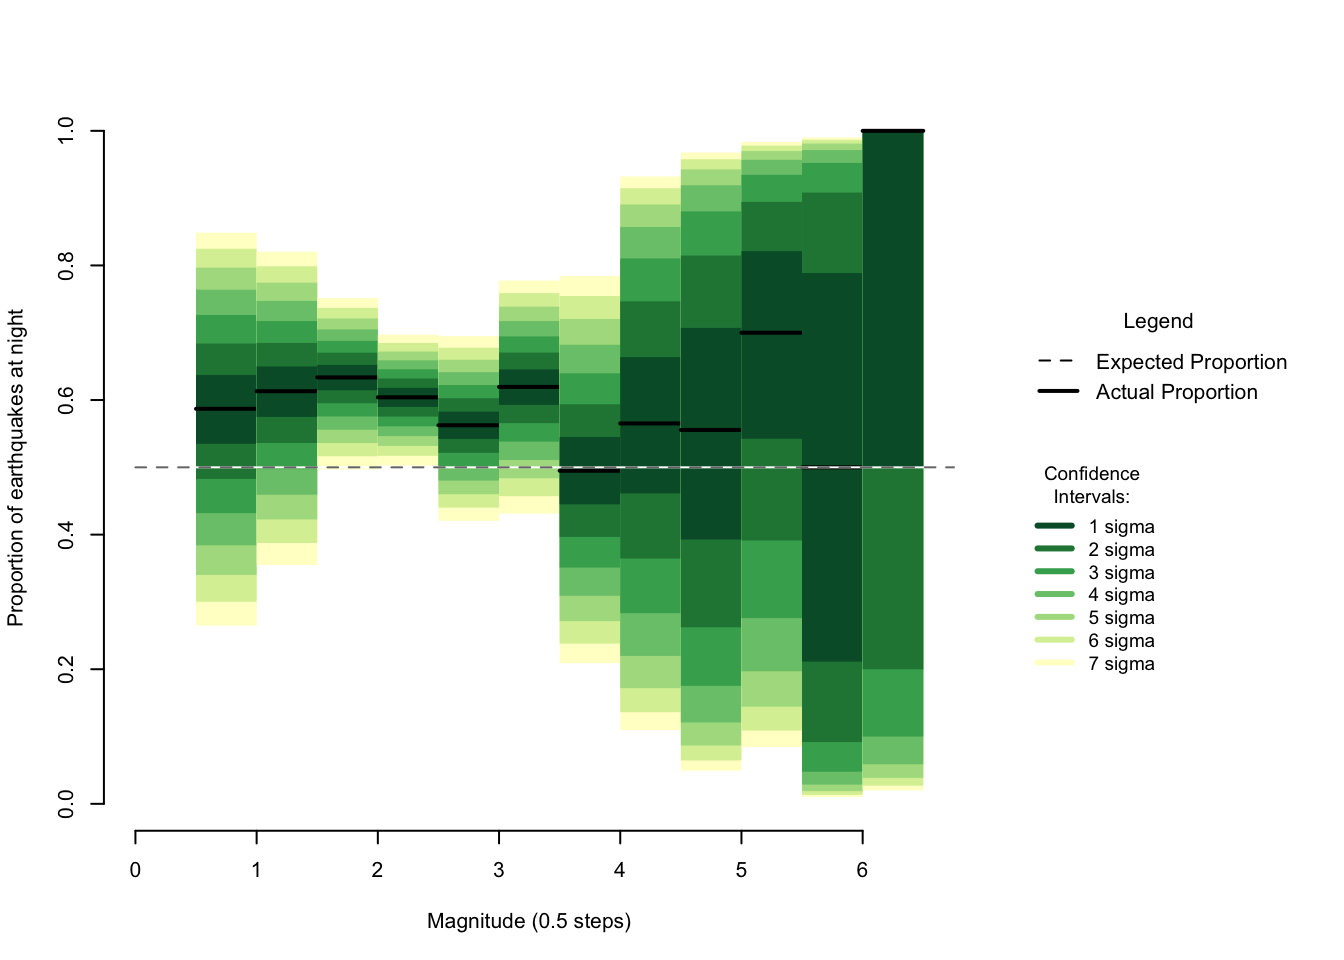 1.0
0.8
0.6
0.4
0.2
0.0
Proportion of earthquakes at night
0 1 2 3 4 5 6
Magnitude (0.5 steps)
Legend
Expected Proportion
Actual Proportion
Confidence
Intervals:
1 sigma
2 sigma
3 sigma
4 sigma
5 sigma
6 sigma
7 sigma